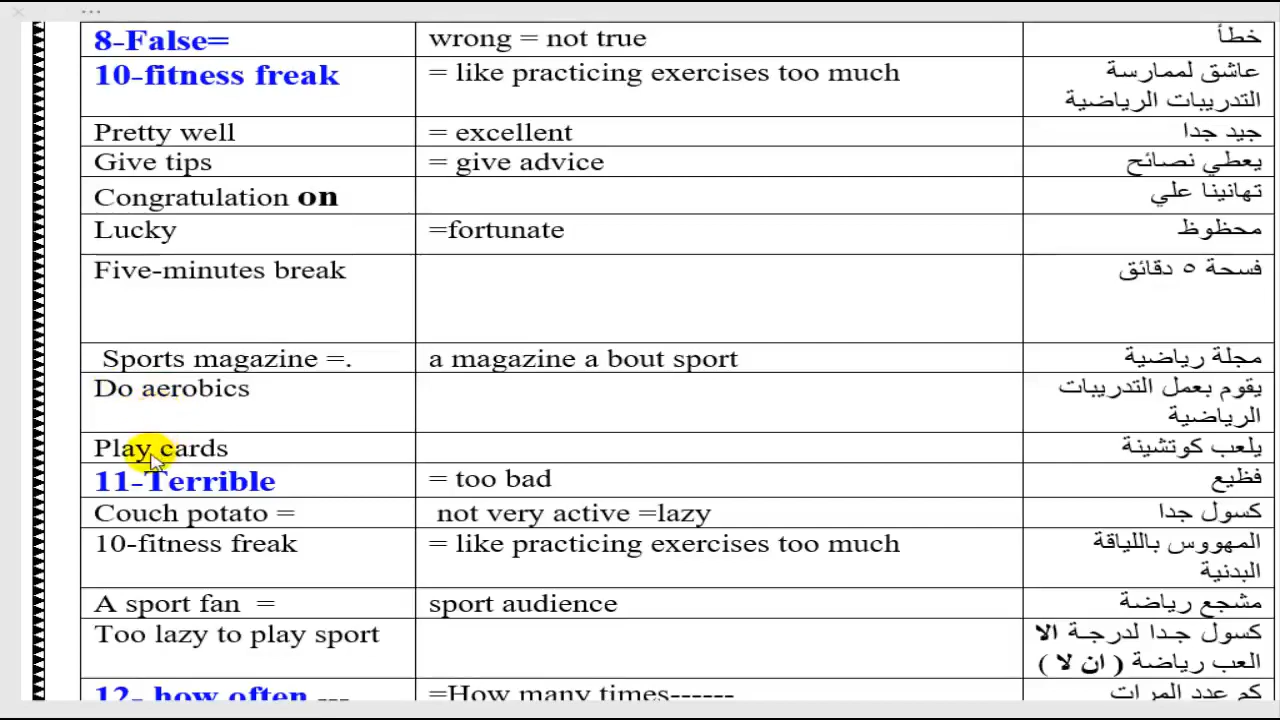 8-False=
wrong = not true
خطأ
10-fitness freak
= like practicing exercises too much
عاشق لممارسة
التدريبات الرياضية
Pretty well
= excellent
جيد جدا
Give tips
= give advice
يعطي نصائح
Congratulation on
تهانينا علي
Lucky
=fortunate
محظوظ
Five-minutes break
فسحة ٥ دقائق
Sports magazine =.
a magazine a bout sport
مجلة رياضية
Do aerobics
يقوم بعمل التدريبات
الرياضية
Play cards
يلعب كوتشينة
11-Terrible
= too bad
فظيع
Couch potato =
not very active =lazy
كسول جدا
10-fitness freak
= like practicing exercises too much
المهووس باللياقة
البدنية
A sport fan =
sport audience
مشجع رياضة
Too lazy to play sport
كسول جدا لدرجة الا
العب رياضة ( ان لا )
12- how often ---
=How many times------
كم عدد المرات